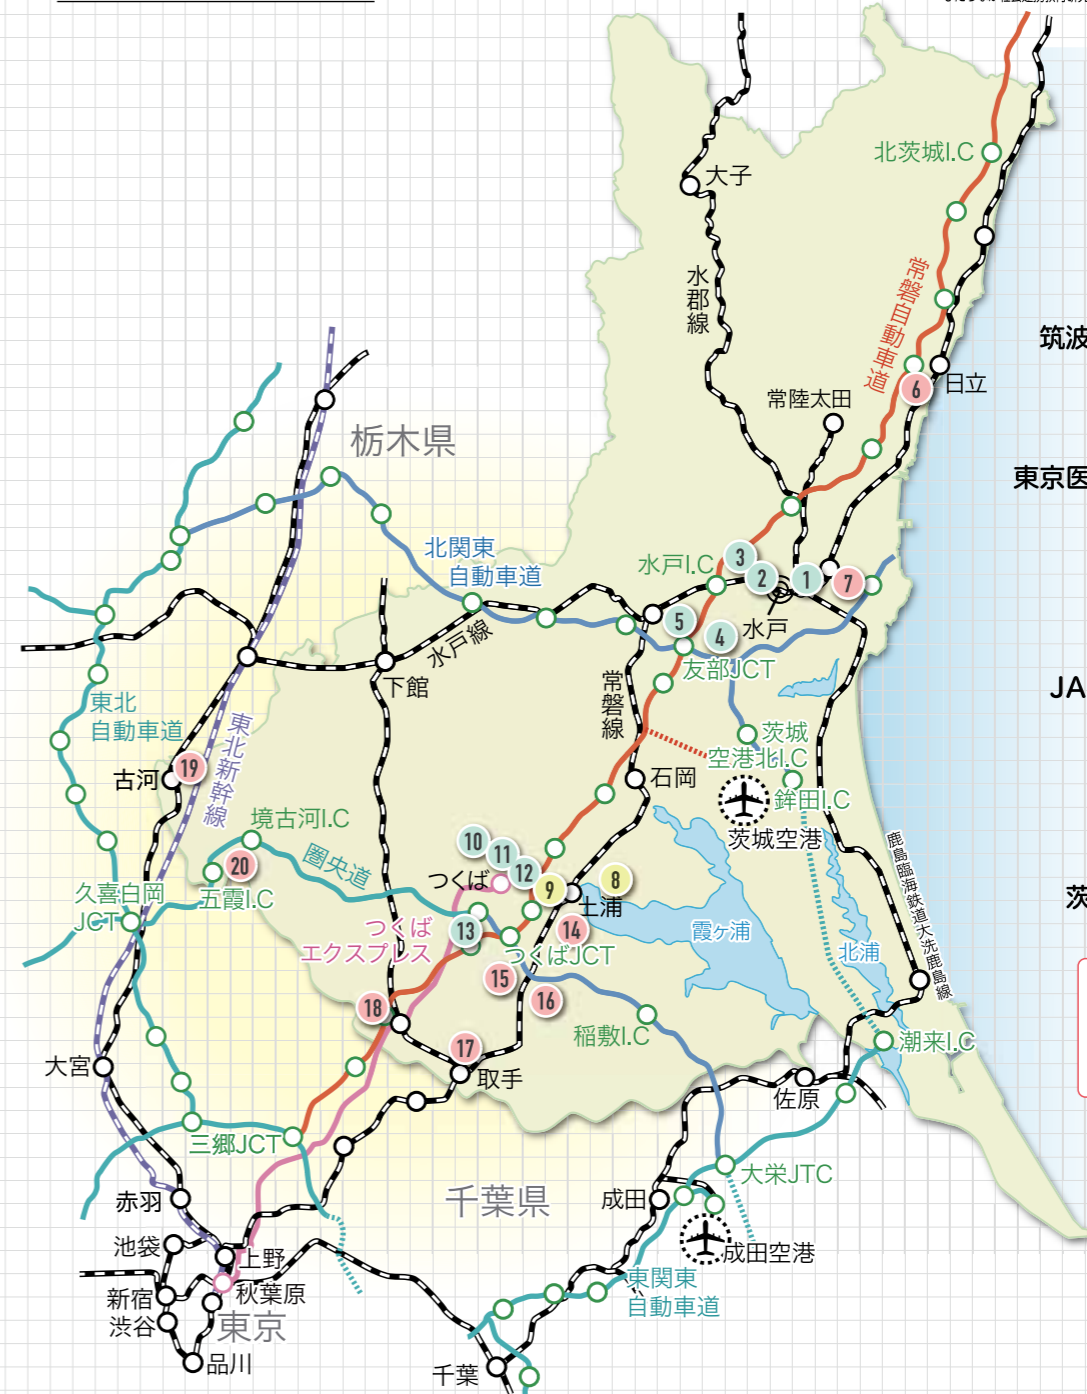 北茨城I.C
大子
水郡線
常磐自動車道
筑波
6
日立
常陸太田
栃木県
東京医
北関東
自動車道
水戸I.C
3
2
1
7
水戸
5
4
水戸線
友部JCT
下館
常磐線
JA
東北
自動車道
東北新幹線
茨城
空港北I.C
古河
19
石岡
鉾田I.C
茨城空港
境古河I.C
圏央道
20
五霞I.C
10
11
12
つくば
9
8
土浦
鹿島臨海鉄道大洗鹿島線
茨
久喜白岡
JCT
つくば
エクスプレス
13
14
つくばJCT
霞ヶ浦
北浦
15
16
18
稲敷I.C
潮来I.C
17
取手
大宮
佐原
三郷JCT
大栄JTC
赤羽
千葉県
成田
池袋
上野
成田空港
新宿
秋葉原
東関東
自動車道
渋谷
東京
品川
千葉